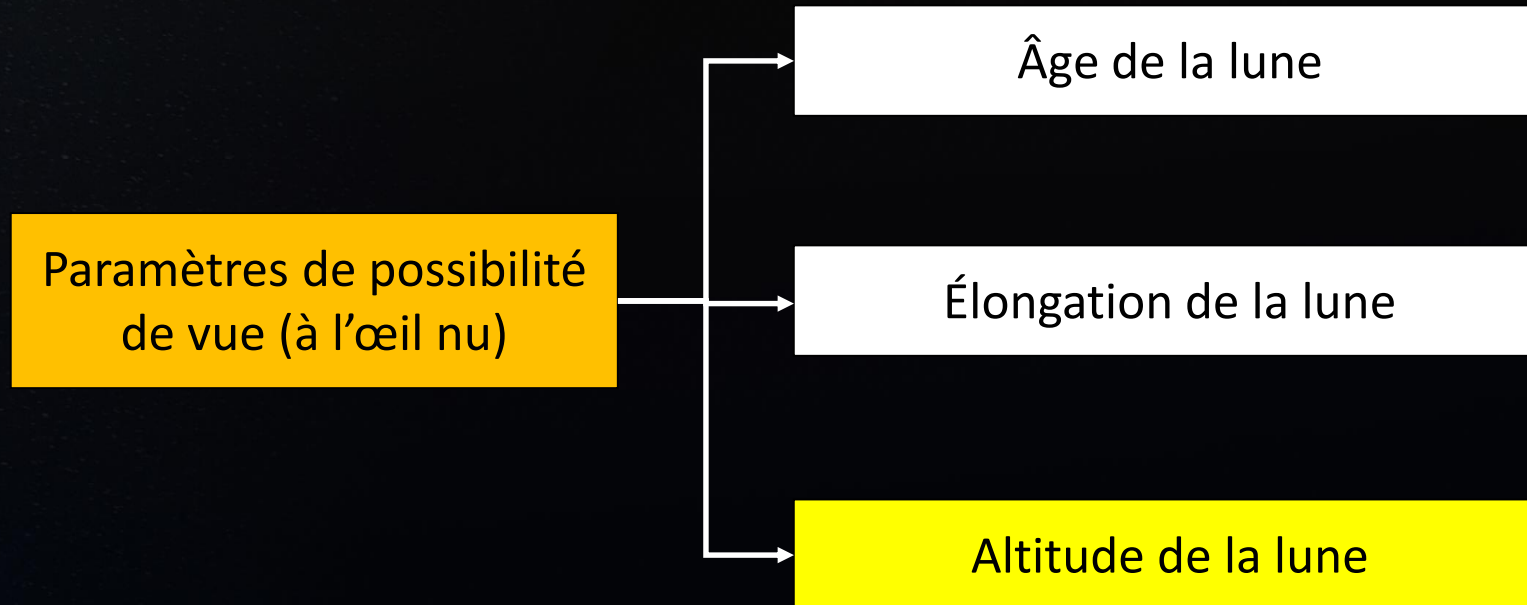 Âge de la lune
Paramètres de possibilité
de vue (à l’œil nu)
Élongation de la lune
Altitude de la lune